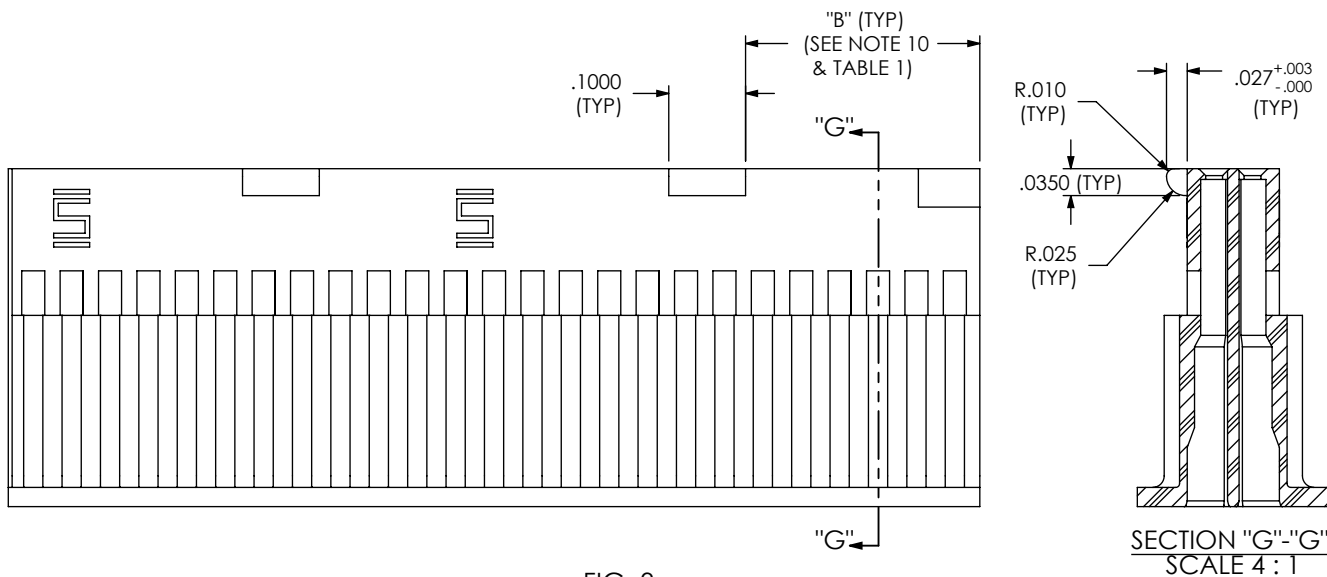 "B" (TYP)
(SEE NOTE 10
& TABLE 1)
.1000
(TYP)
"G"
"G"
R.010
(TYP)
.027 +.003
-.000
(TYP)
.0350 (TYP)
R.025
(TYP)
SECTION "G"-"G"
SCALE 4 : 1